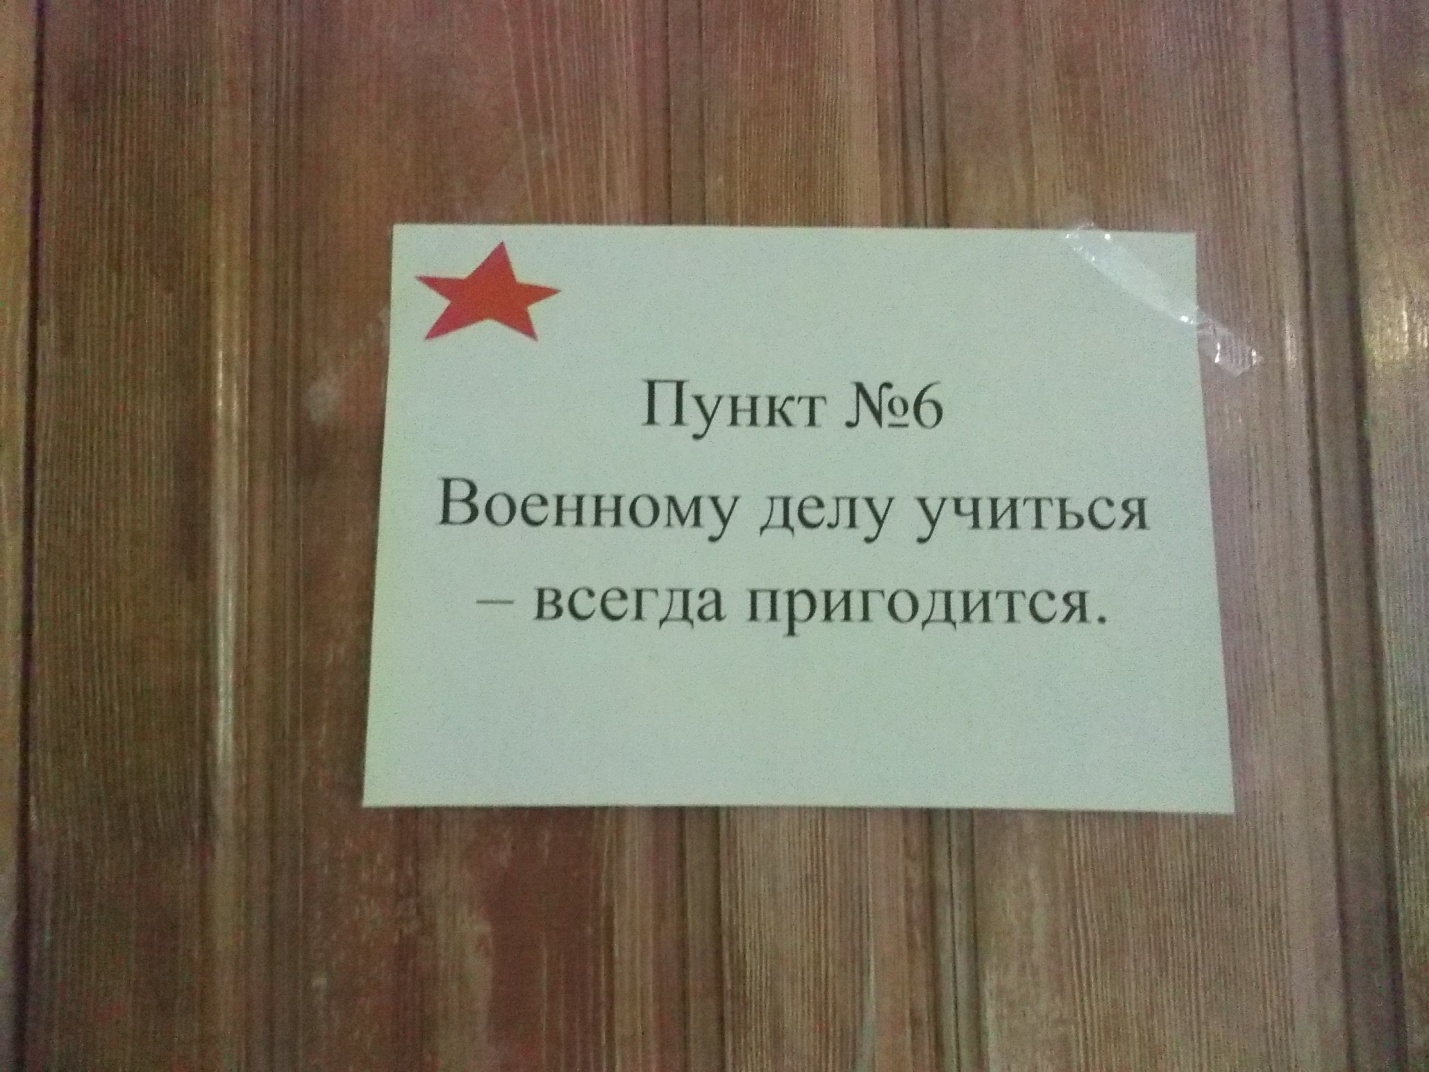 Пункт №6
Военному делу учиться
– всегда пригодится.